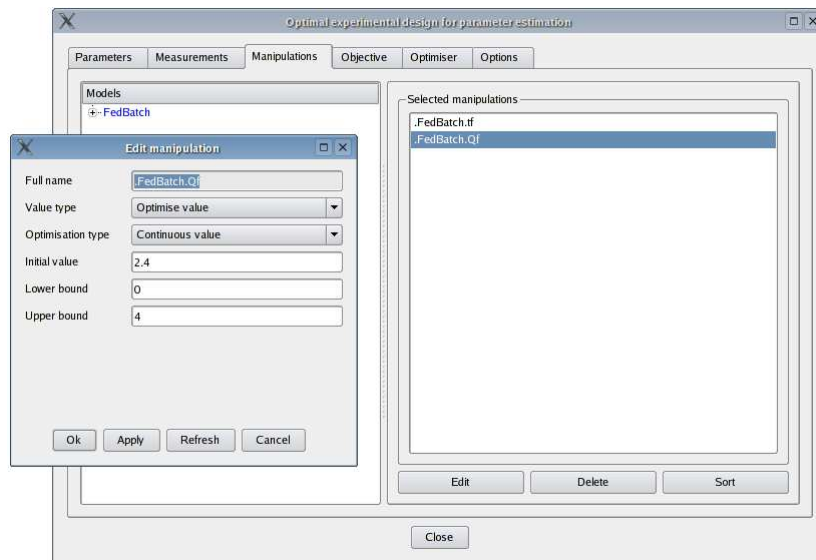 Optimal experimental design for parameter estimation
Parameters Measurements Manipulations Objective Optimiser Options
Models
FedBatch
Selected manipulations
.FedBatch.tf
.FedBatch.Qf
Edit manipulation
Full name .FedBatch.Qf
Value type Optimise value
Optimisation type Continuous value
Initial value 2.4
Lower bound 0
Upper bound 4
Ok Apply Refresh Cancel
Edit Delete Sort
Close